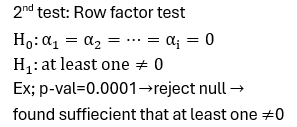 2nd test: Row factor test
H₀: α₁ = α₂ = ⋯ = αᵢ = 0
H₁: at least one ≠ 0
Ex; p-val=0.0001→reject null →
found suffiecient that at least one ≠0